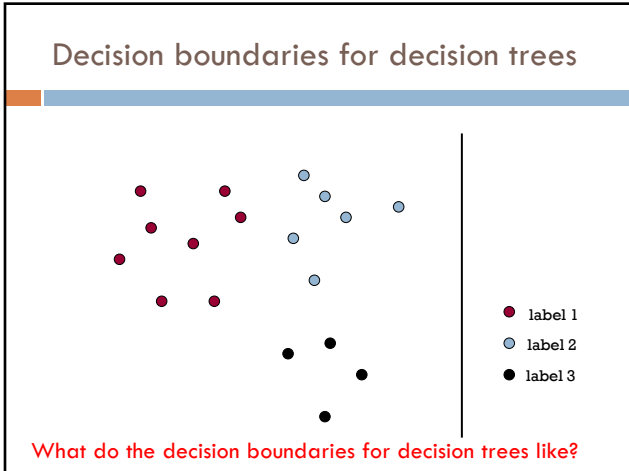 Decision boundaries for decision trees
label 1
label 2
label 3
What do the decision boundaries for decision trees like?